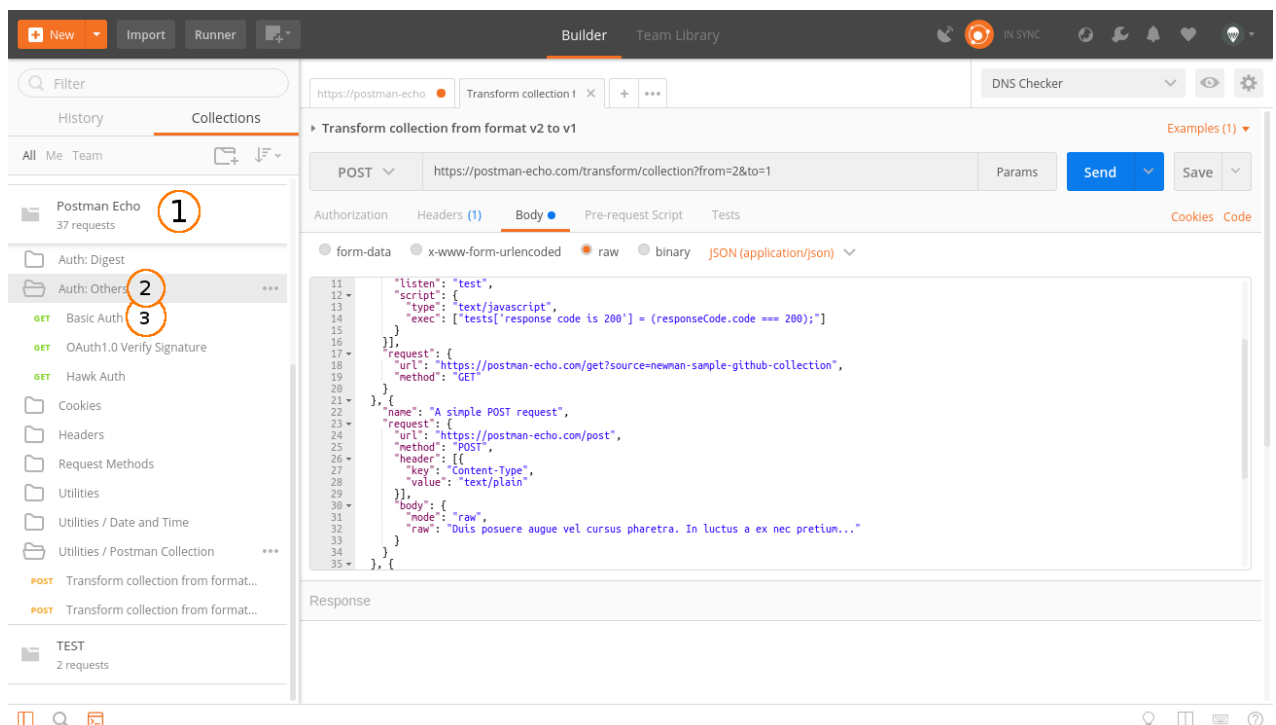 New Import Runner Builder Team Library IN SYNC
Filter
History Collections
All Me Team
Postman Echo 1
37 requests
Auth: Digest
Auth: Others 2
GET Basic Auth 3
GET OAuth1.0 Verify Signature
GET Hawk Auth
Cookies
Headers
Request Methods
Utilities
Utilities / Date and Time
Utilities / Postman Collection
POST Transform collection from format...
POST Transform collection from format...
TEST
2 requests
https://postman-echo Transform collection f × + ••• DNS Checker
Transform collection from format v2 to v1 Examples (1)
POST https://postman-echo.com/transform/collection?from=2&to=1 Params Send Save
Authorization Headers (1) Body Pre-request Script Tests Cookies Code
form-data x-www-form-urlencoded raw binary JSON (application/json)
11 "listen": "test",
12 "script": {
13 "type": "text/javascript",
14 "exec": ["tests['response code is 200'] = (responseCode.code === 200);"]
15 }
16 }],
17 "request": {
18 "url": "https://postman-echo.com/get?source=newman-sample-github-collection",
19 "method": "GET"
20 }
21 }, {
22 "name": "A simple POST request",
23 "request": {
24 "url": "https://postman-echo.com/post",
25 "method": "POST",
26 "header": [{
27 "key": "Content-Type",
28 "value": "text/plain"
29 }],
30 "body": {
31 "mode": "raw",
32 "raw": "Duis posuere augue vel cursus pharetra. In luctus a ex nec pretium..."
33 }
34 }
35 }, {
Response